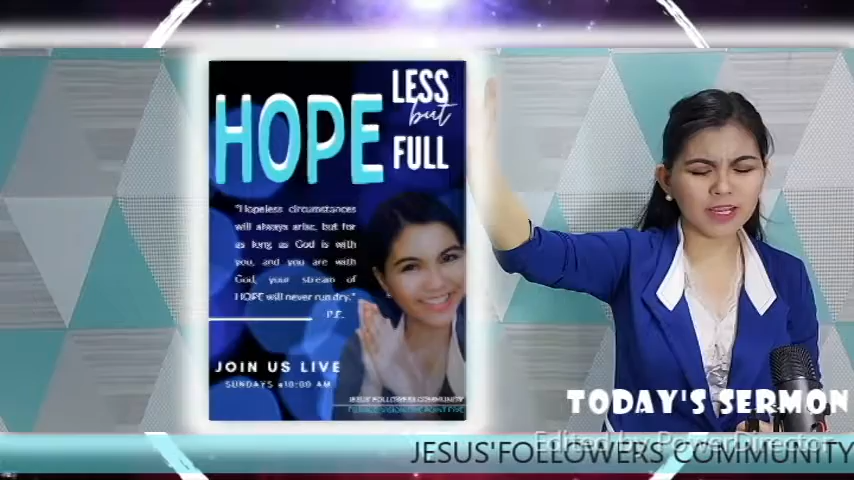 HOPE
LESS
but
FULL
"Hopeless circumstances
will always arise, but for
as long as God is with
you, and you are with
God, your stream of
HOPE will never run dry."
JOIN US LIVE
SUNDAYS @10:00 AM
JESUS' FOLLOWERS COMMUNITY
TODAY'S SERMON
Edited by PowerDirector
JESUS'FOLLOWERS COMMUNITY